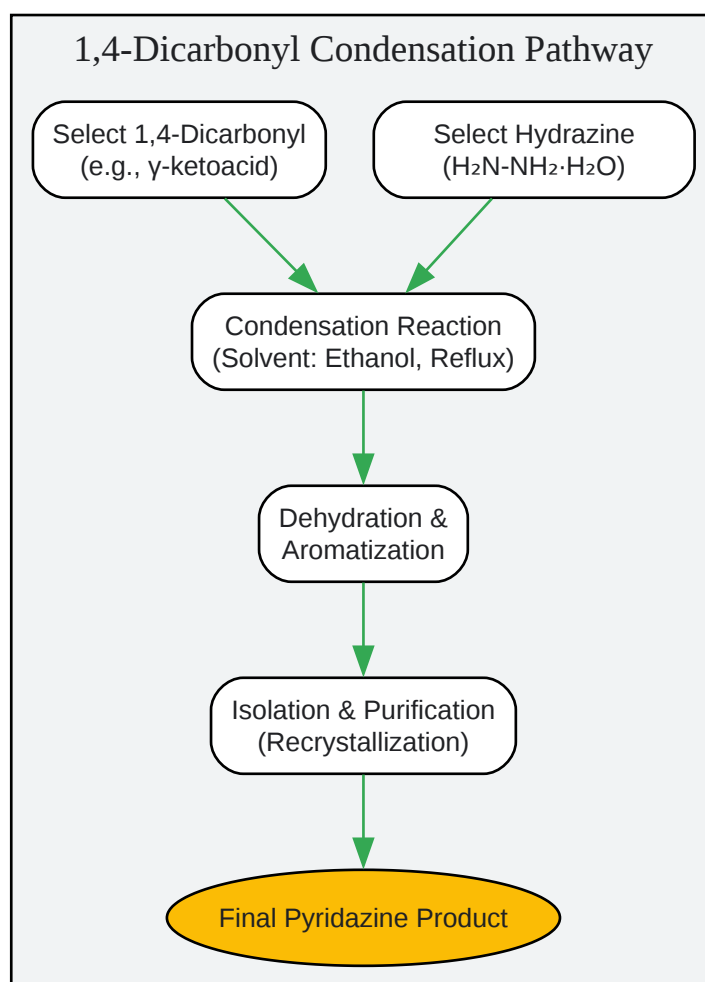 1,4-Dicarbonyl Condensation Pathway
Select 1,4-Dicarbonyl
(e.g., γ-ketoacid)
Select Hydrazine
(H₂N-NH₂·H₂O)
Condensation Reaction
(Solvent: Ethanol, Reflux)
Dehydration &
Aromatization
Isolation & Purification
(Recrystallization)
Final Pyridazine Product